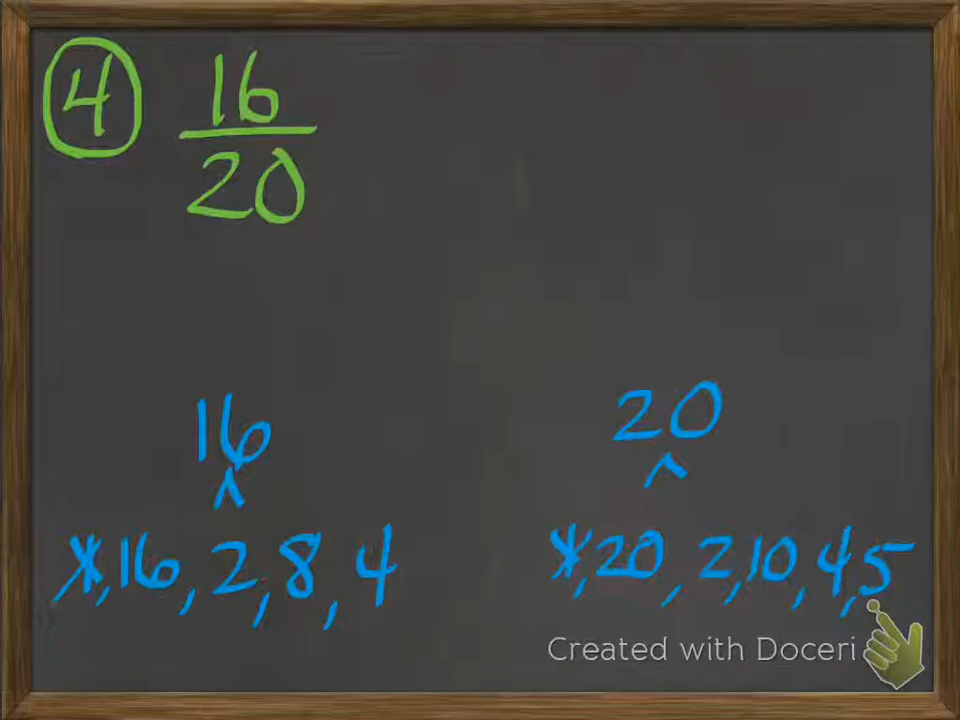 4 16
20
16 20
, 16, 2, 8, 4 , 20, 2, 10, 4, 5
Created with Doceri